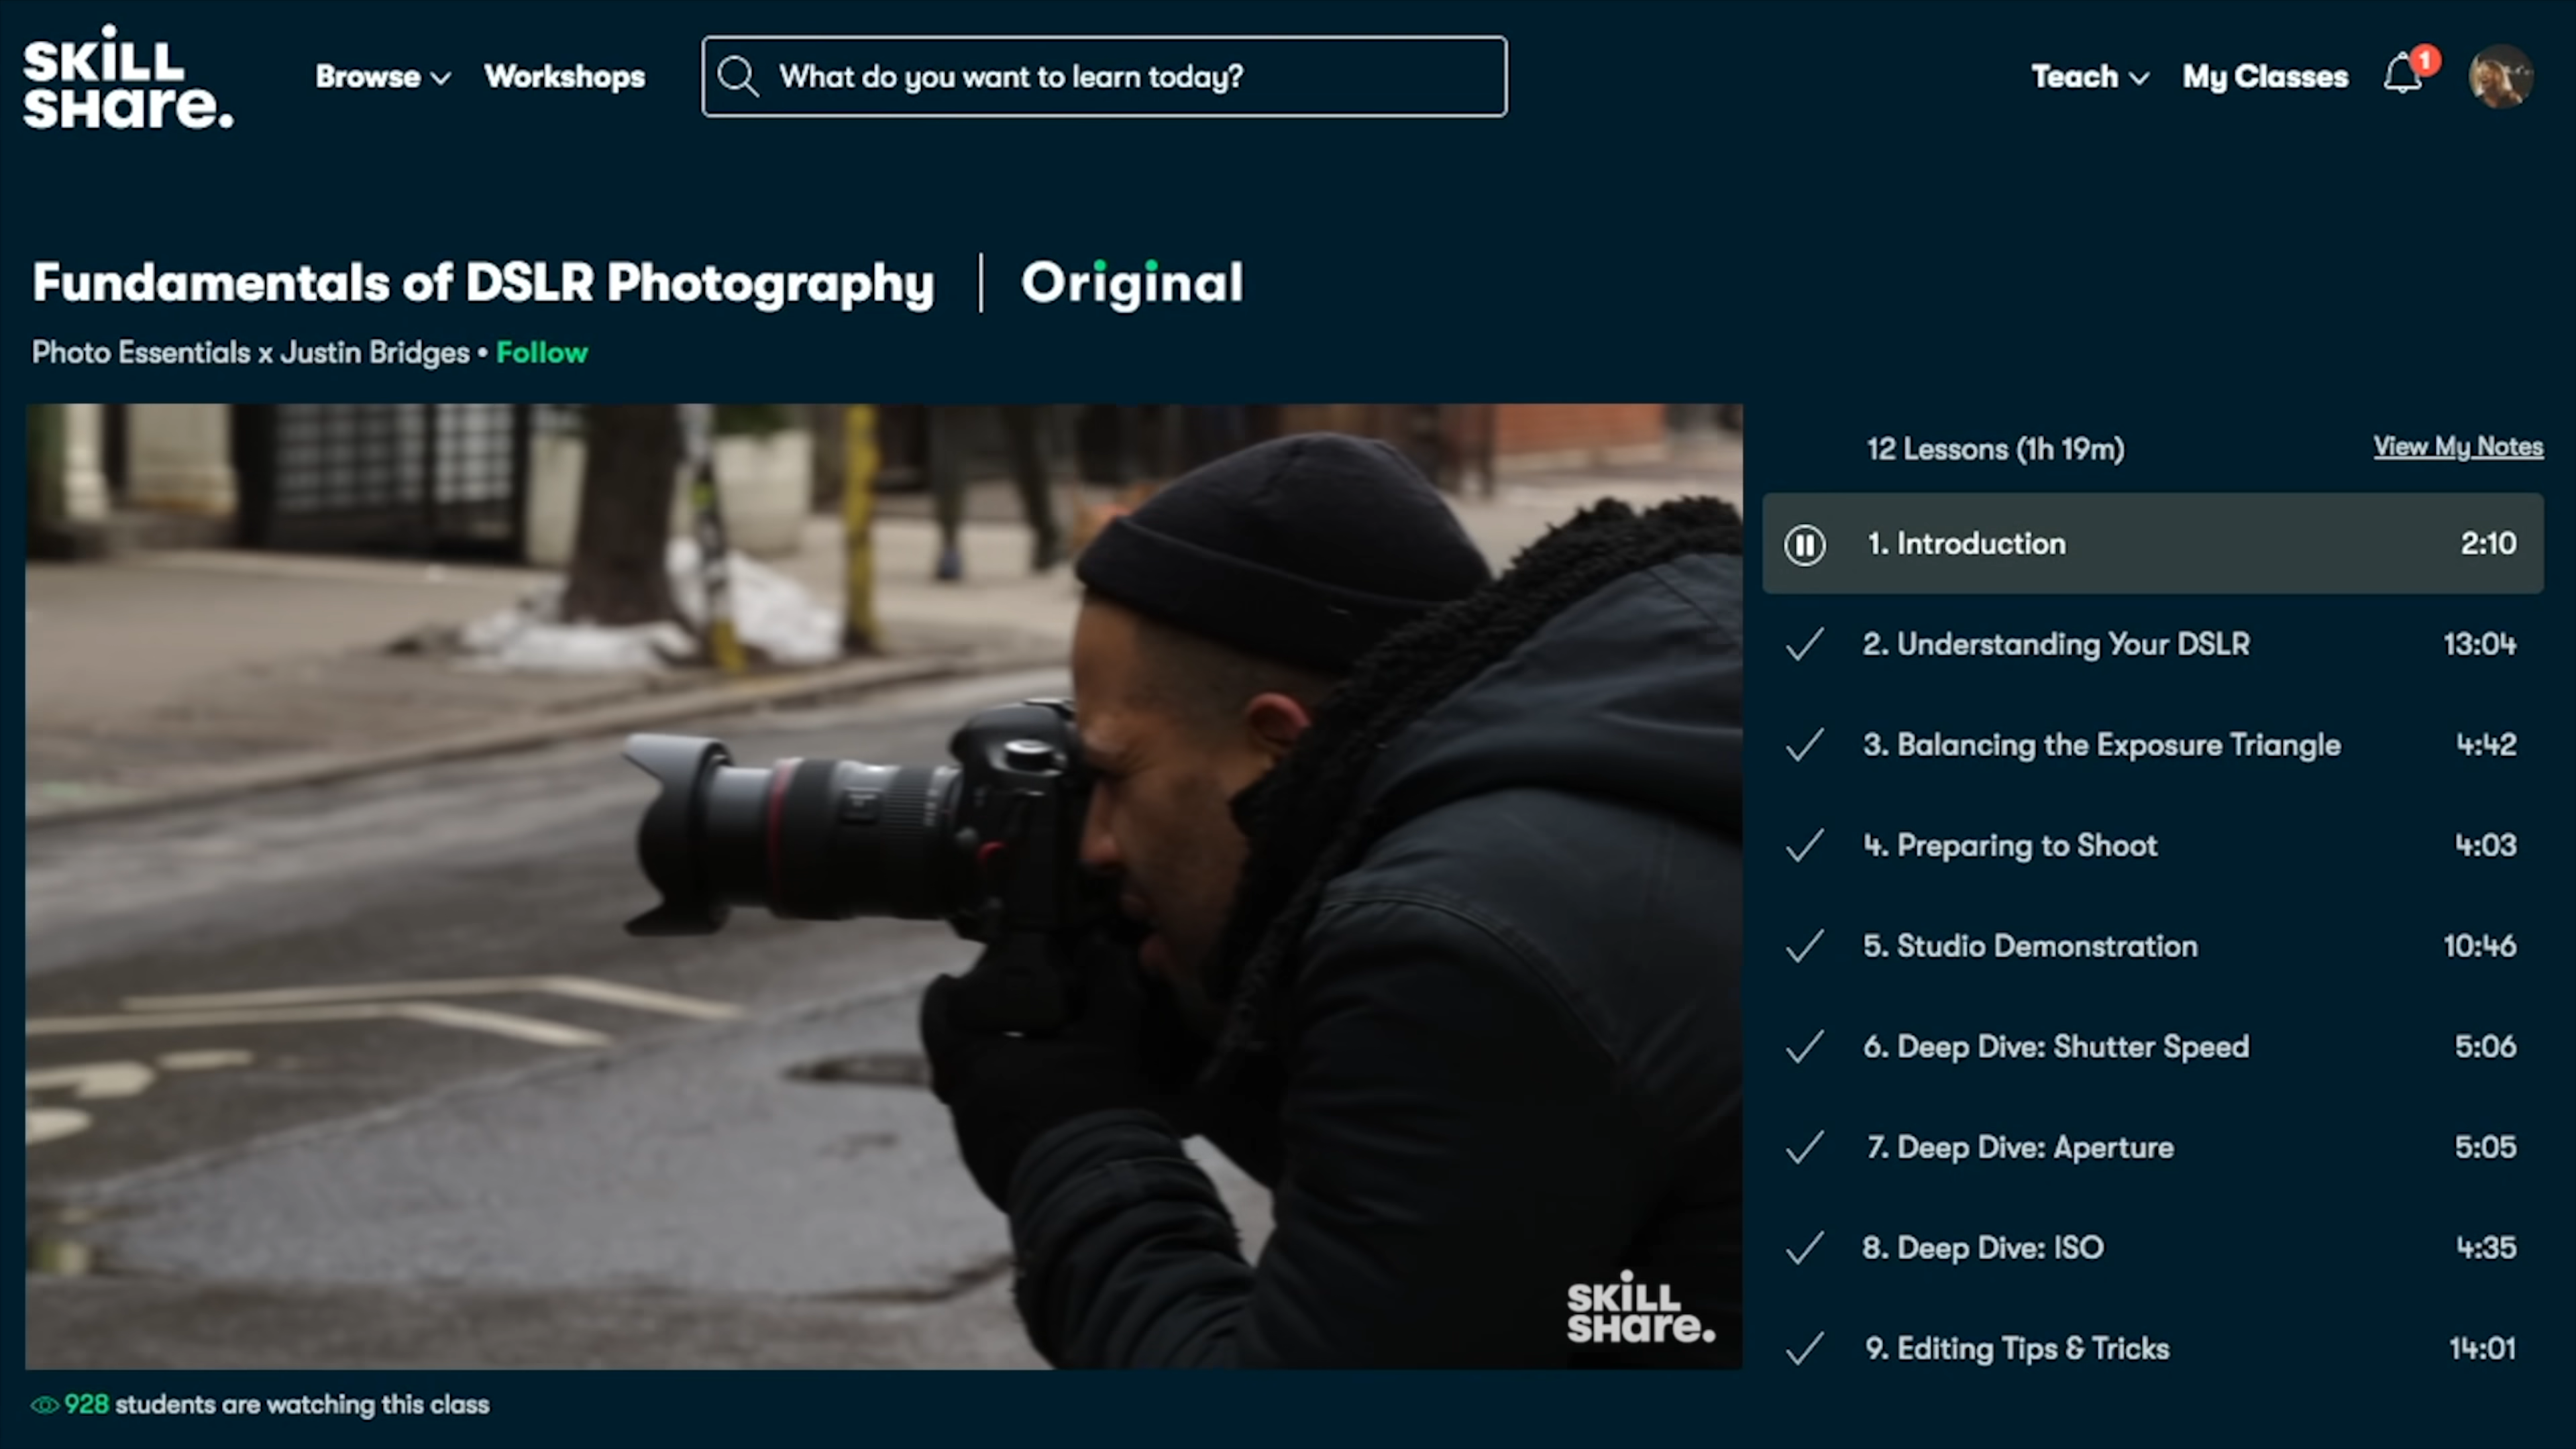 SKiLL
SHare.
Browse
Workshops
What do you want to learn today?
Teach
My Classes
1
Fundamentals of DSLR Photography | Original
Photo Essentials x Justin Bridges • Follow
12 Lessons (1h 19m)
View My Notes
1. Introduction 2:10
2. Understanding Your DSLR 13:04
3. Balancing the Exposure Triangle 4:42
4. Preparing to Shoot 4:03
5. Studio Demonstration 10:46
6. Deep Dive: Shutter Speed 5:06
7. Deep Dive: Aperture 5:05
8. Deep Dive: ISO 4:35
9. Editing Tips & Tricks 14:01
SKiLL
SHare.
928 students are watching this class